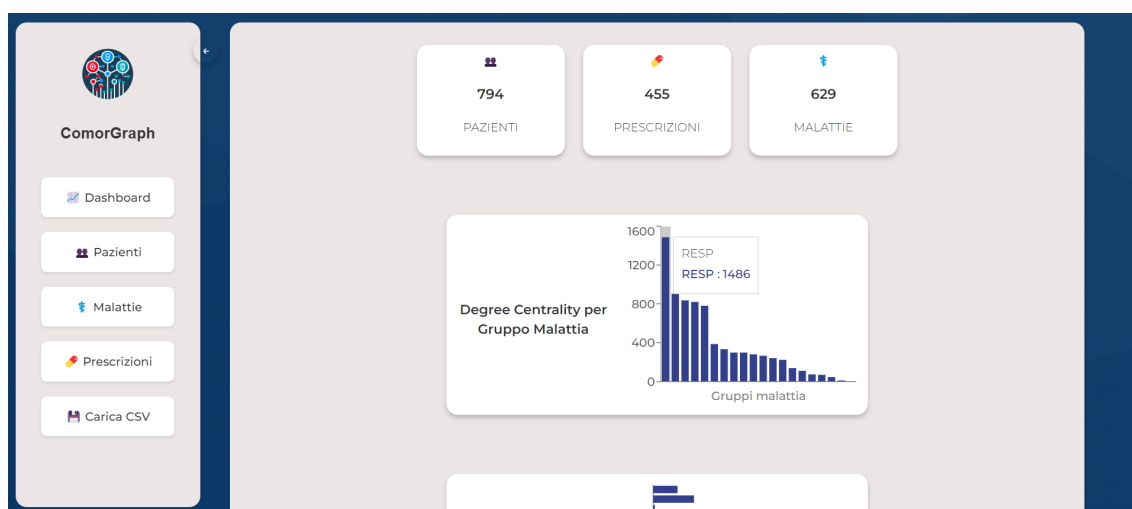 ComorGraph
Dashboard
Pazienti
Malattie
Prescrizioni
Carica CSV
794
PAZIENTI
455
PRESCRIZIONI
629
MALATTIE
Degree Centrality per
Gruppo Malattia
1600
1200
800
400
0
RESP
RESP : 1486
Gruppi malattia